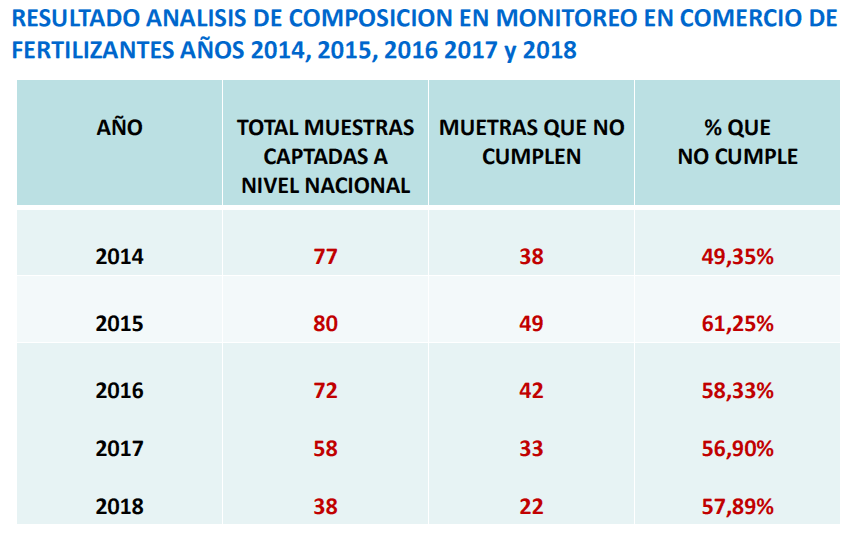 RESULTADO ANALISIS DE COMPOSICION EN MONITOREO EN COMERCIO DE
FERTILIZANTES AÑOS 2014, 2015, 2016 2017 y 2018
AÑO TOTAL MUESTRAS CAPTADAS A NIVEL NACIONAL MUETRAS QUE NO CUMPLEN % QUE NO CUMPLE
2014 77 38 49,35%
2015 80 49 61,25%
2016 72 42 58,33%
2017 58 33 56,90%
2018 38 22 57,89%